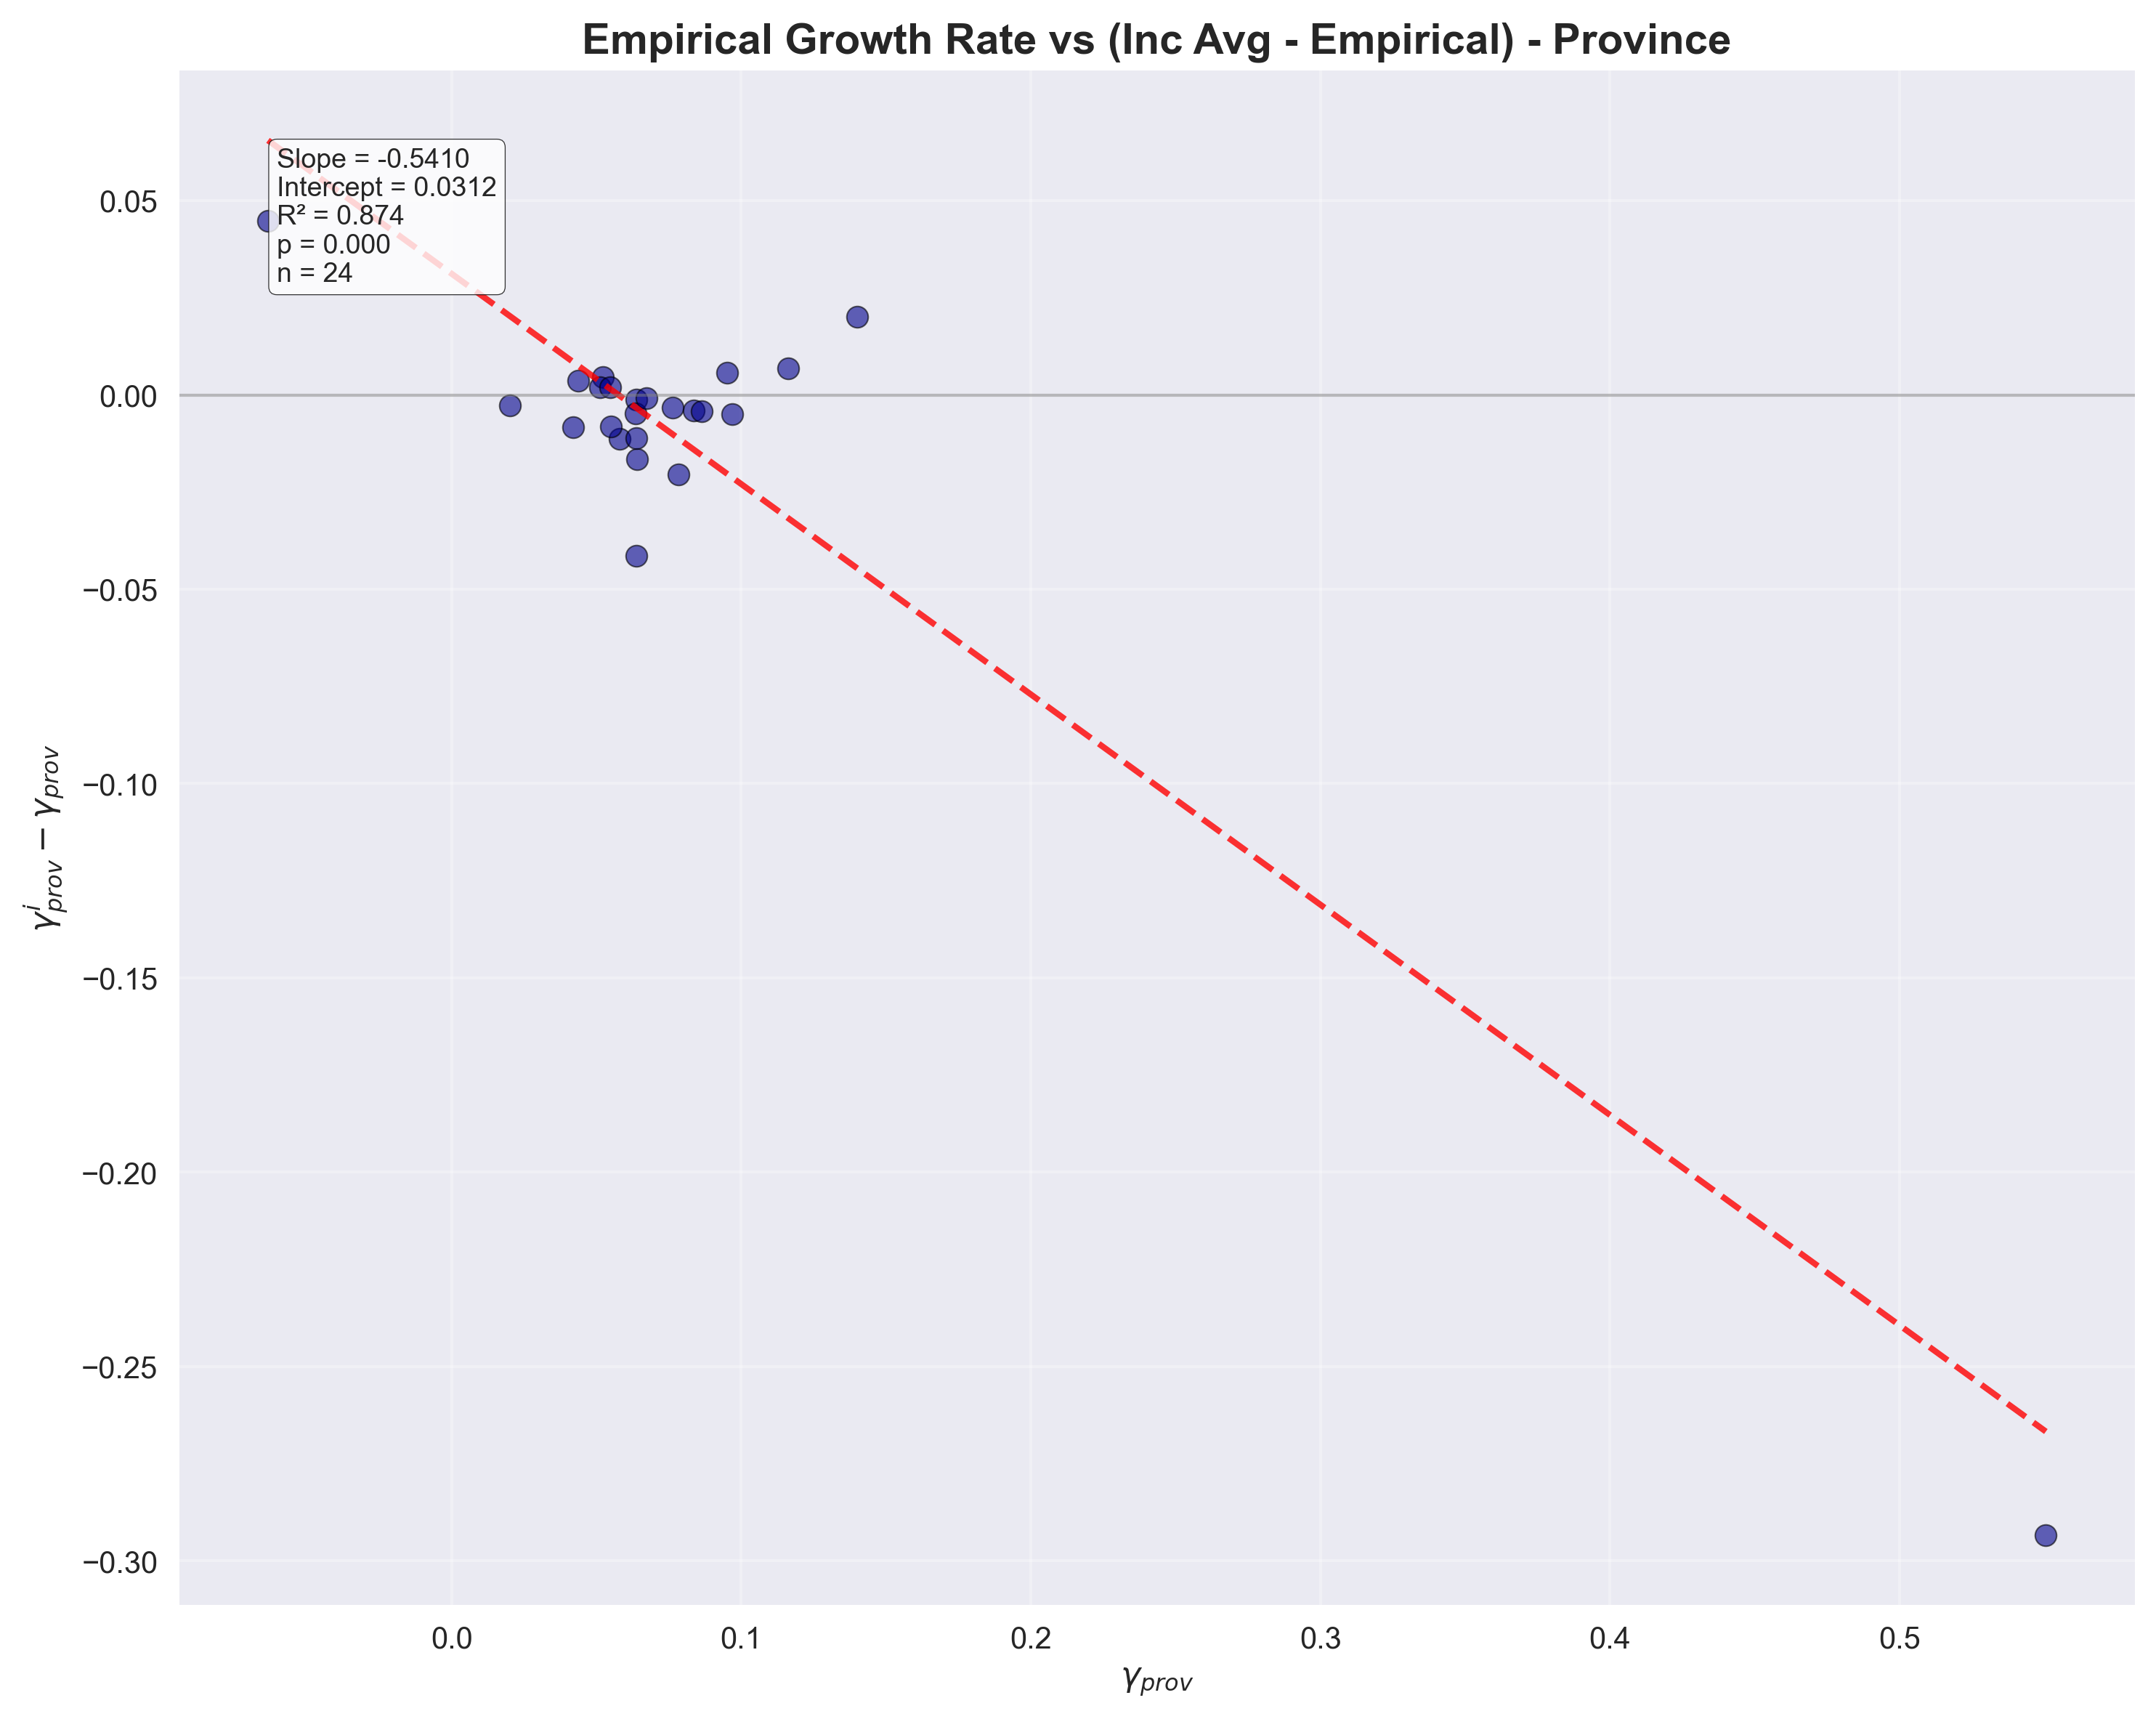 Empirical Growth Rate vs (Inc Avg - Empirical) - Province
Slope = -0.5410
Intercept = 0.0312
R² = 0.874
p = 0.000
n = 24
0.05
0.00
−0.05
−0.10
−0.15
−0.20
−0.25
−0.30
γ^i_prov − γ_prov
0.0 0.1 0.2 0.3 0.4 0.5
γ_prov